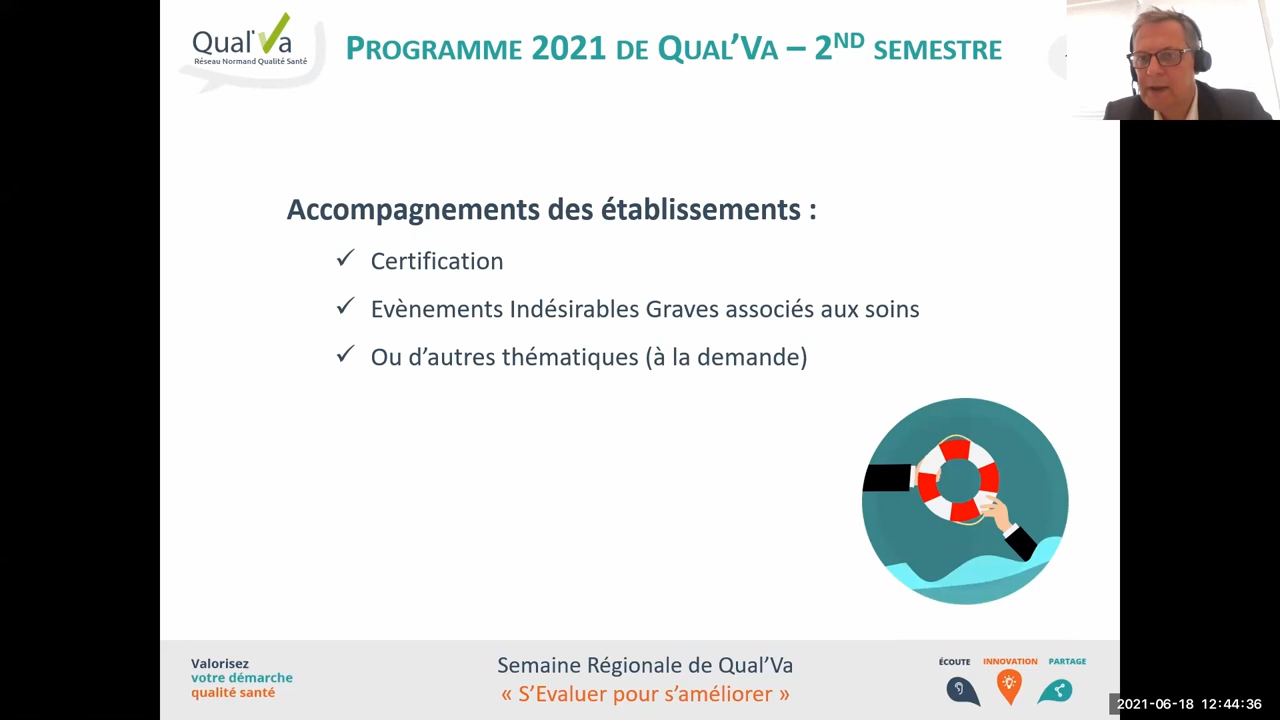 Qual'Va
Réseau Normand Qualité Santé
PROGRAMME 2021 DE QUAL'VA – 2ND SEMESTRE
Accompagnements des établissements :
✓ Certification
✓ Evènements Indésirables Graves associés aux soins
✓ Ou d'autres thématiques (à la demande)
Valorisez
votre démarche
qualité santé
Semaine Régionale de Qual'Va
« S'Evaluer pour s'améliorer »
ÉCOUTE INNOVATION PARTAGE
2021-06-18 12:44:36